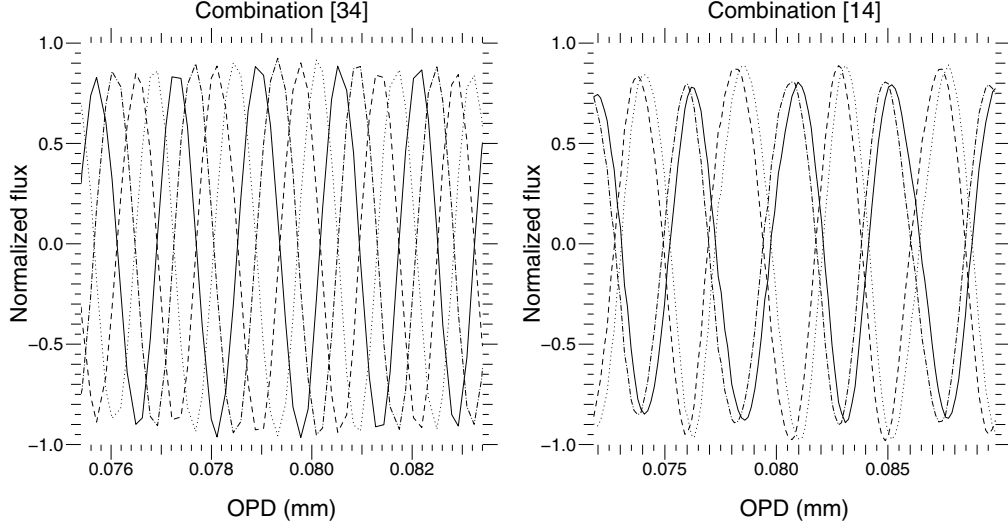 Combination [34]
Combination [14]
1.0
0.5
0.0
−0.5
−1.0
Normalized flux
0.076
0.078
0.080
0.082
OPD (mm)
1.0
0.5
0.0
−0.5
−1.0
Normalized flux
0.075
0.080
0.085
OPD (mm)